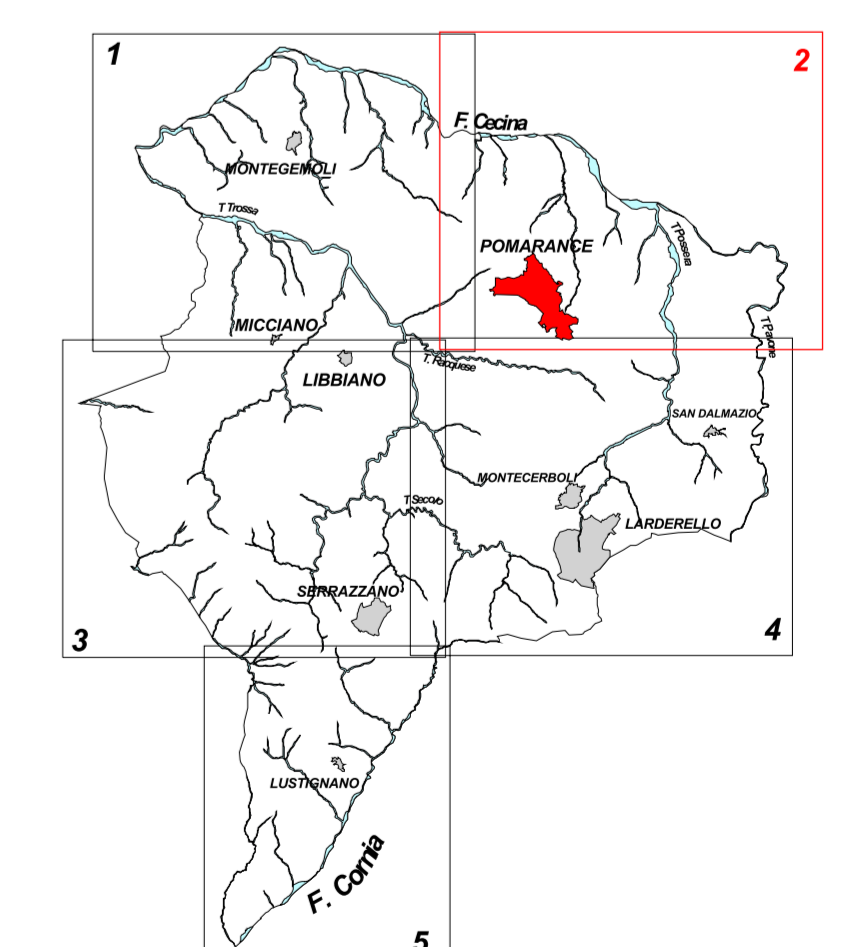 1
2
F. Cecina
MONTEGEMOLI
T Trossa
T Possera
POMARANCE
MICCIANO
T Pavone
T. Racquese
LIBBIANO
SAN DALMAZIO
MONTECERBOLI
T Secolo
LARDERELLO
SERRAZZANO
3
4
LUSTIGNANO
F. Cornia
5